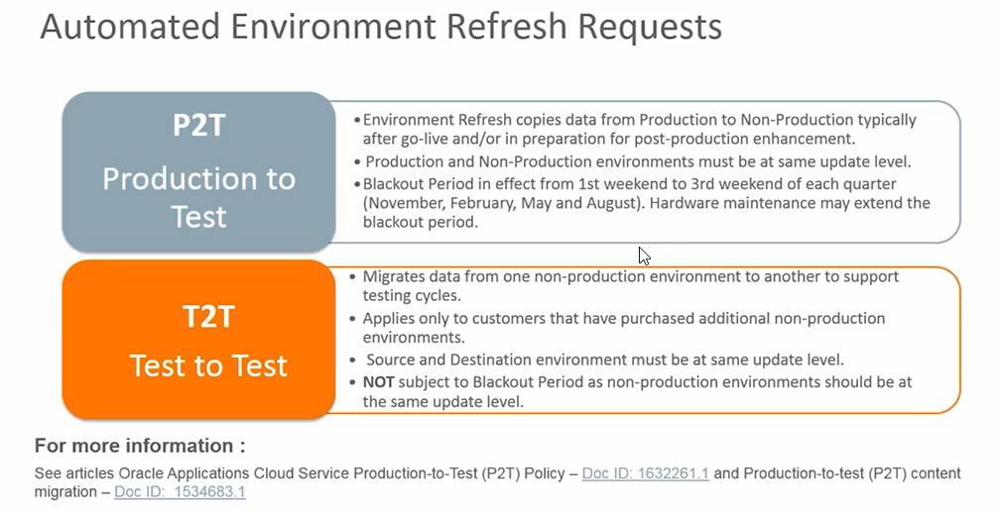 Automated Environment Refresh Requests
P2T
Production to
Test
•Environment Refresh copies data from Production to Non-Production typically
after go-live and/or in preparation for post-production enhancement.
• Production and Non-Production environments must be at same update level.
•Blackout Period in effect from 1st weekend to 3rd weekend of each quarter
(November, February, May and August). Hardware maintenance may extend the
blackout period.
T2T
Test to Test
• Migrates data from one non-production environment to another to support
testing cycles.
• Applies only to customers that have purchased additional non-production
environments.
• Source and Destination environment must be at same update level.
• NOT subject to Blackout Period as non-production environments should be at
the same update level.
For more information :
See articles Oracle Applications Cloud Service Production-to-Test (P2T) Policy – Doc ID: 1632261.1 and Production-to-test (P2T) content
migration – Doc ID: 1534683.1